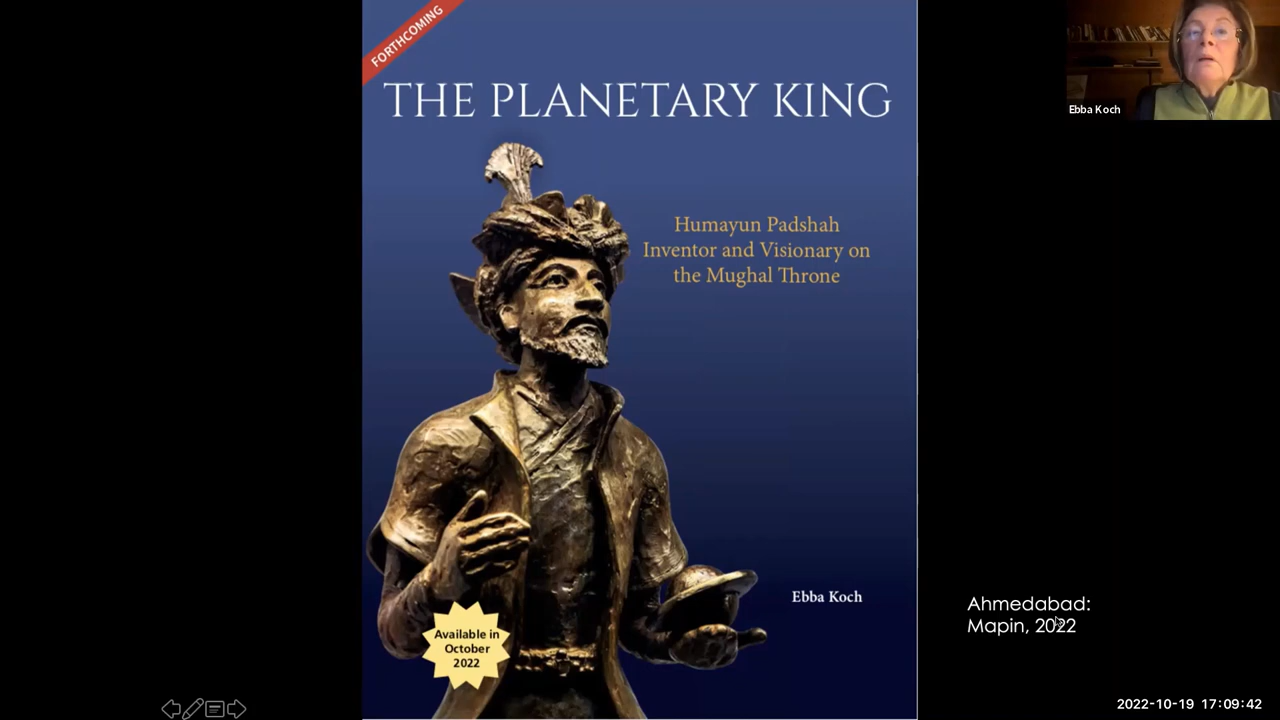 FORTHCOMING
THE PLANETARY KING
Humayun Padshah
Inventor and Visionary on
the Mughal Throne
Ebba Koch
Available in
October
2022
Ahmedabad:
Mapin, 2022
Ebba Koch
2022-10-19 17:09:42